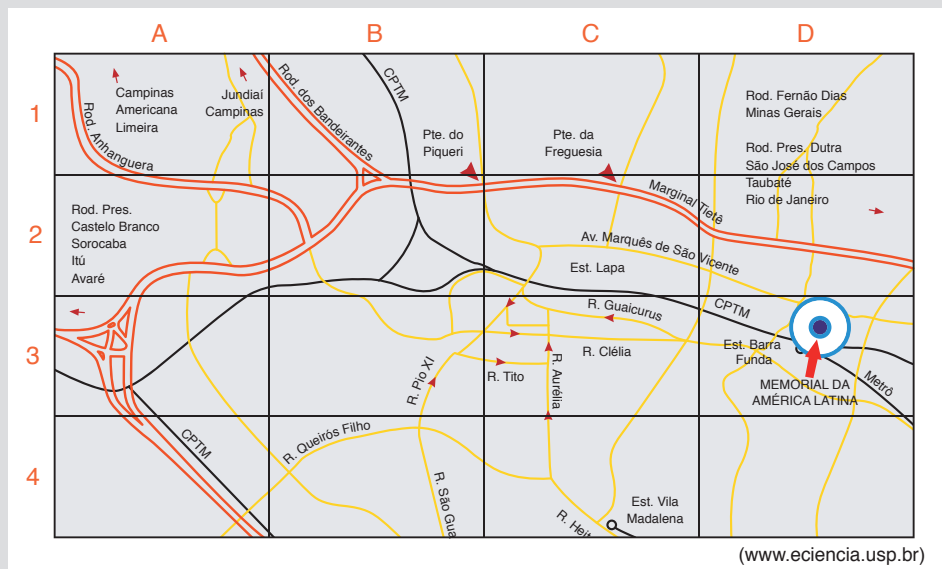 A B C D
1
2
3
4
Campinas
Americana
Limeira
Jundiaí
Campinas
Rod. Anhanguera
Rod. dos Bandeirantes
CPTM
Pte. do
Piqueri
Pte. da
Freguesia
Rod. Fernão Dias
Minas Gerais
Rod. Pres. Dutra
São José dos Campos
Taubaté
Rio de Janeiro
Rod. Pres.
Castelo Branco
Sorocaba
Itú
Avaré
Marginal Tietê
Av. Marquês de São Vicente
Est. Lapa
R. Guaicurus
CPTM
R. Clélia
Est. Barra
Funda
R. Pio XI
R. Tito
R. Aurélia
Metrô
MEMORIAL DA
AMÉRICA LATINA
CPTM
R. Queirós Filho
R. São Gua
R. Heit
Est. Vila
Madalena
(www.eciencia.usp.br)